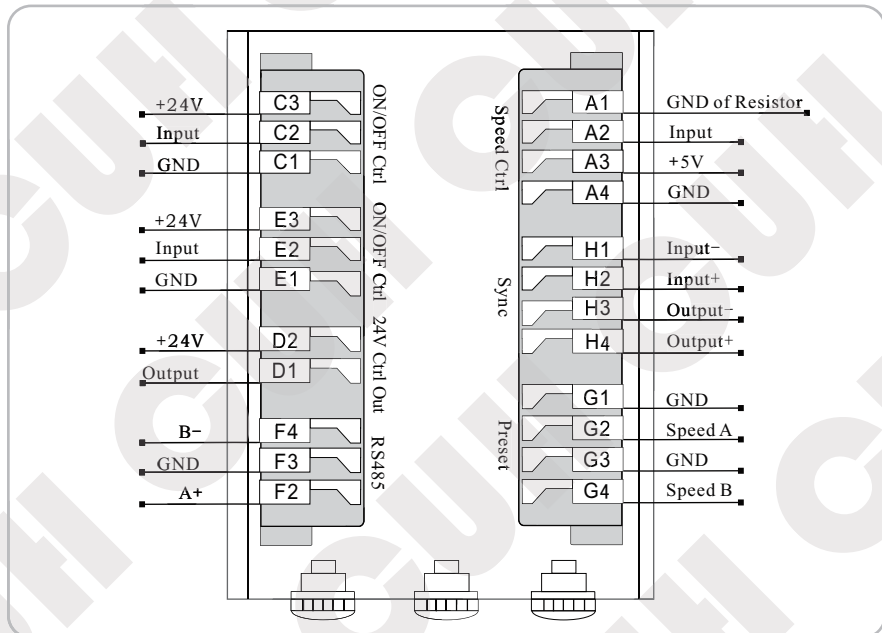 +24V C3
Input C2
GND C1
ON/OFF Ctrl
+24V E3
Input E2
GND E1
ON/OFF Ctrl
+24V D2
Output D1
24V Ctrl Out
B- F4
GND F3
A+ F2
RS485
Speed Ctrl
A1 GND of Resistor
A2 Input
A3 +5V
A4 GND
Sync
H1 Input-
H2 Input+
H3 Output-
H4 Output+
Preset
G1 GND
G2 Speed A
G3 GND
G4 Speed B